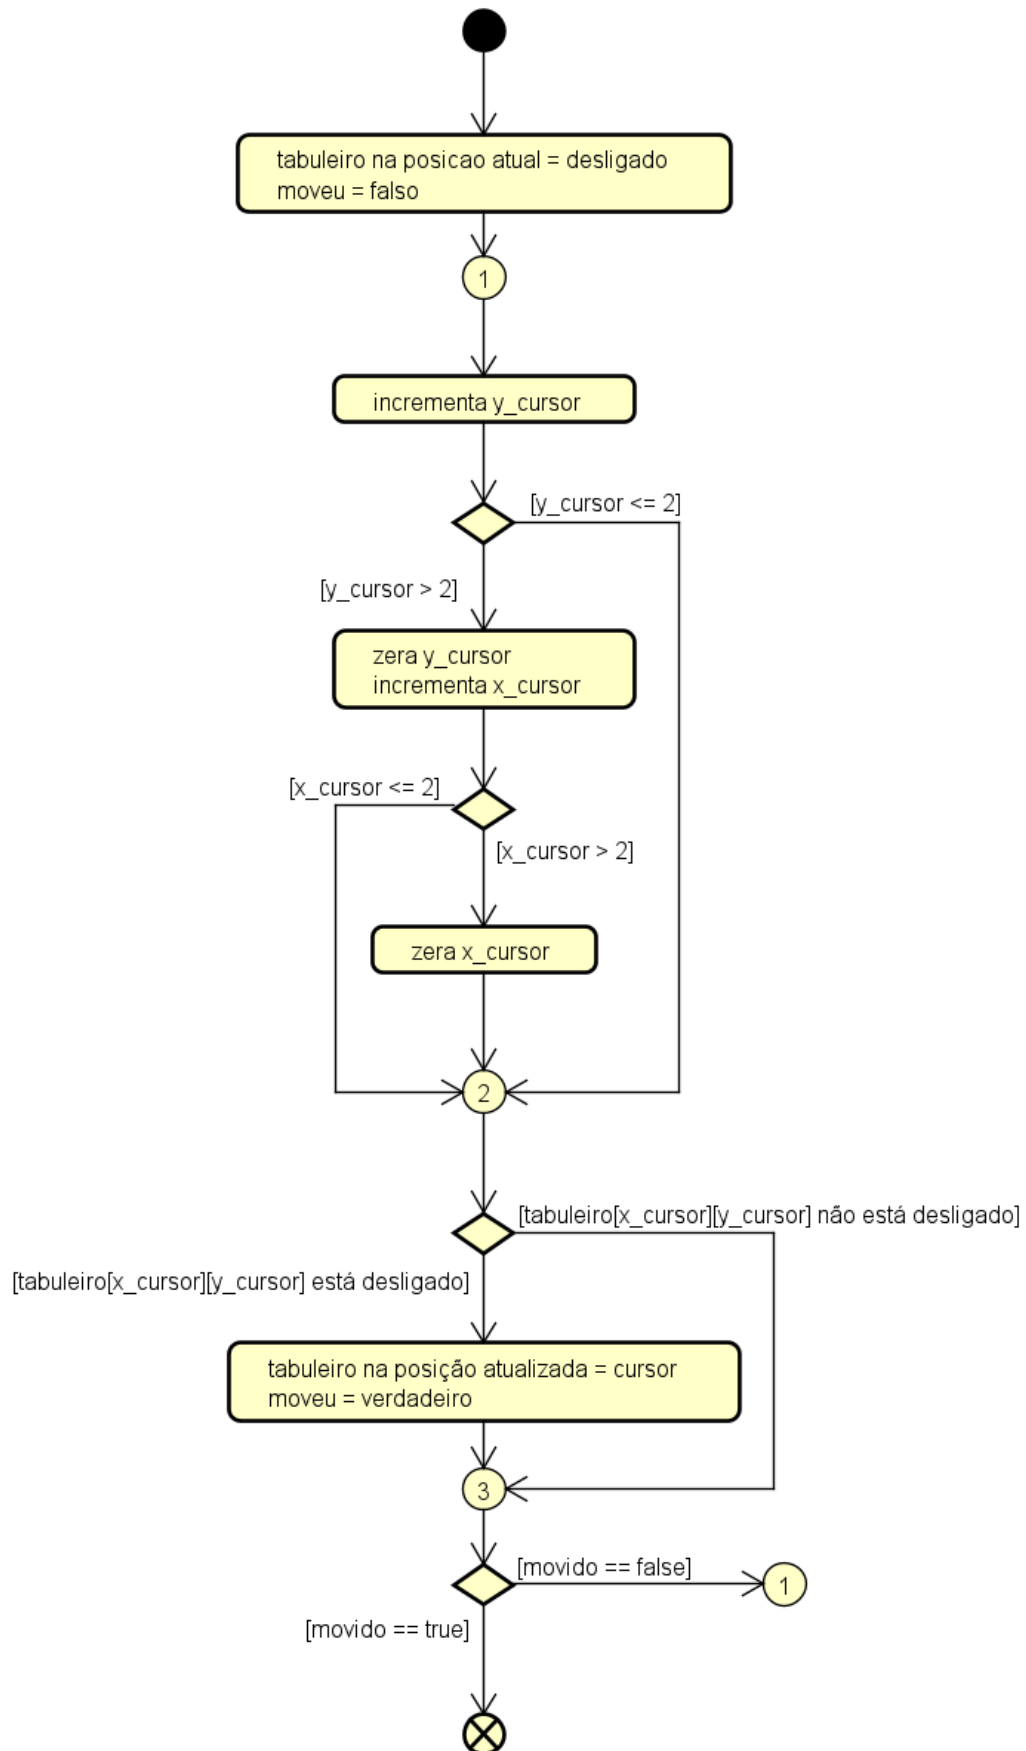 tabuleiro na posicao atual = desligado
moveu = falso
1
incrementa y_cursor
[y_cursor <= 2]
[y_cursor > 2]
zera y_cursor
incrementa x_cursor
[x_cursor <= 2]
[x_cursor > 2]
zera x_cursor
2
[tabuleiro[x_cursor][y_cursor] não está desligado]
[tabuleiro[x_cursor][y_cursor] está desligado]
tabuleiro na posição atualizada = cursor
moveu = verdadeiro
3
[movido == false]
1
[movido == true]